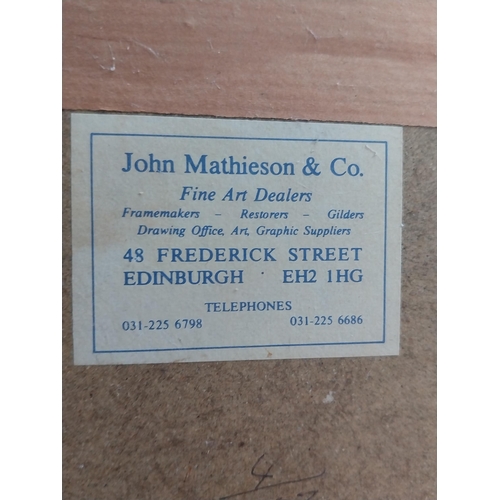 John Mathieson & Co.
Fine Art Dealers
Framemakers – Restorers – Gilders
Drawing Office, Art, Graphic Suppliers
48 FREDERICK STREET
EDINBURGH · EH2 1HG
TELEPHONES
031-225 6798 031-225 6686